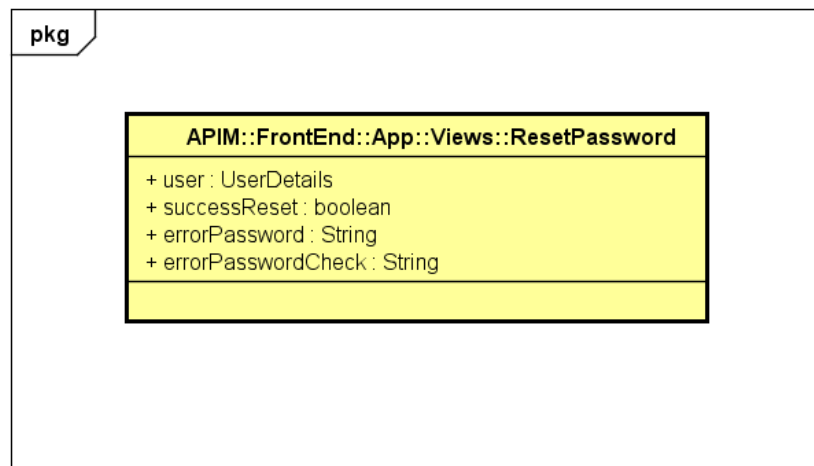 pkg
APIM::FrontEnd::App::Views::ResetPassword
+ user : UserDetails
+ successReset : boolean
+ errorPassword : String
+ errorPasswordCheck : String